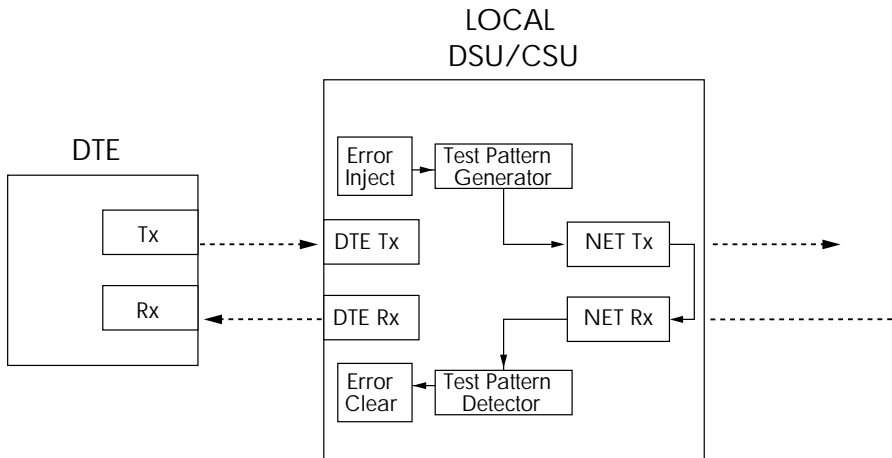 LOCAL
DSU/CSU
DTE
Error
Inject
Test Pattern
Generator
Tx
DTE Tx
NET Tx
Rx
DTE Rx
NET Rx
Error
Clear
Test Pattern
Detector